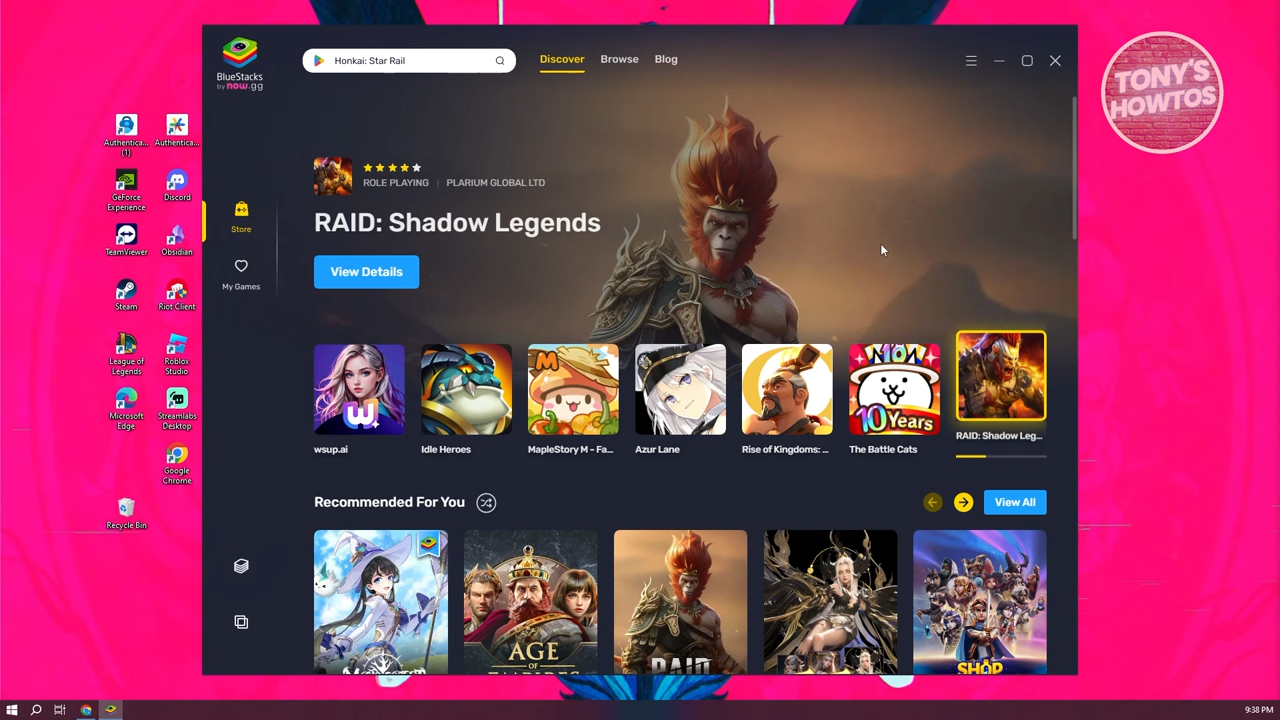 TONY'S
HOWTOS
BlueStacks
by now.gg
Honkai: Star Rail
Discover
Browse
Blog
Authentica...
(1)
Authentica...
GeForce
Experience
Discord
TeamViewer
Obsidian
Steam
Riot Client
League of
Legends
Roblox
Studio
Microsoft
Edge
Streamlabs
Desktop
Google
Chrome
Recycle Bin
Store
My Games
ROLE PLAYING | PLARIUM GLOBAL LTD
RAID: Shadow Legends
View Details
M
10 Years
wsup.ai
Idle Heroes
MapleStory M - Fa...
Azur Lane
Rise of Kingdoms: ...
The Battle Cats
RAID: Shadow Leg...
Recommended For You
View All
AGE
OF
EMPIRES
RAID
SHOP
9:38 PM